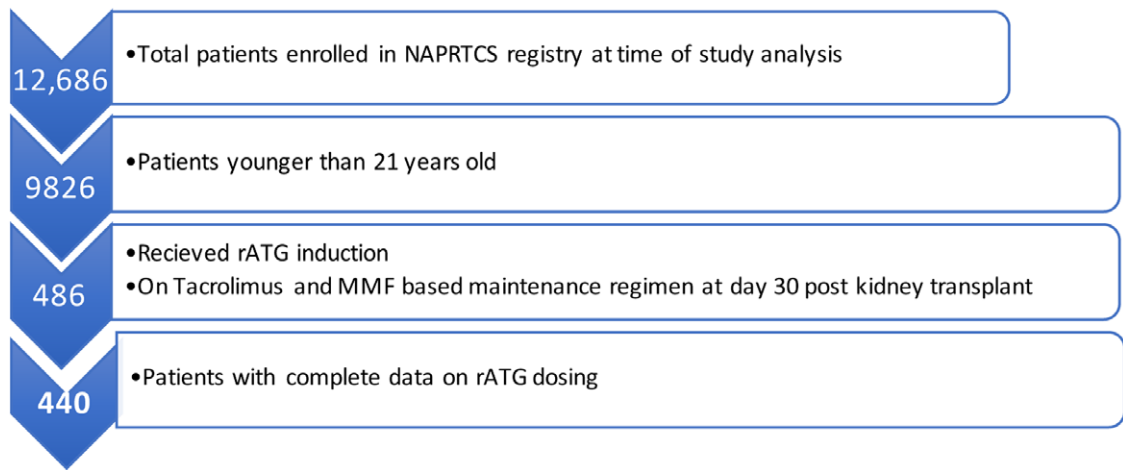 12,686
•Total patients enrolled in NAPRTCS registry at time of study analysis
9826
•Patients younger than 21 years old
486
•Recieved rATG induction
•On Tacrolimus and MMF based maintenance regimen at day 30 post kidney transplant
440
•Patients with complete data on rATG dosing